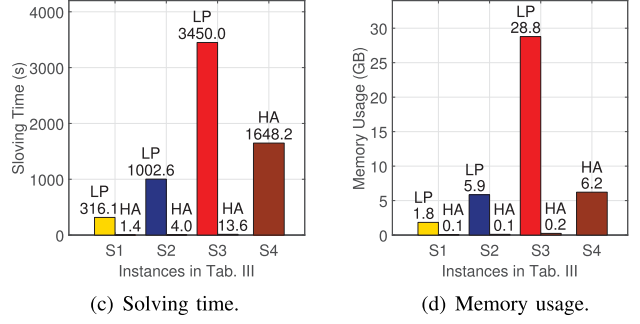 4000
3000
2000
1000
0
Sloving Time (s)
LP
316.1
HA
1.4
LP
1002.6
HA
4.0
LP
3450.0
HA
13.6
HA
1648.2
S1 S2 S3 S4
Instances in Tab. III
(c) Solving time.
30
25
20
15
10
5
0
Memory Usage (GB)
LP
1.8
HA
0.1
LP
5.9
HA
0.1
LP
28.8
HA
0.2
HA
6.2
S1 S2 S3 S4
Instances in Tab. III
(d) Memory usage.